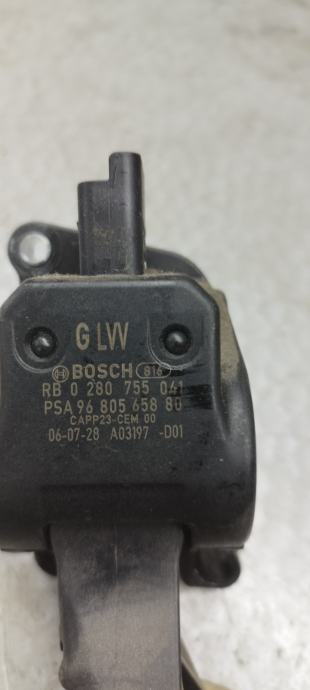 GLW
BOSCH 816
RB 0 280 755 041
PSA 96 805 658 80
CAPP23-CEM 00
06-07-28 A03197 -D01